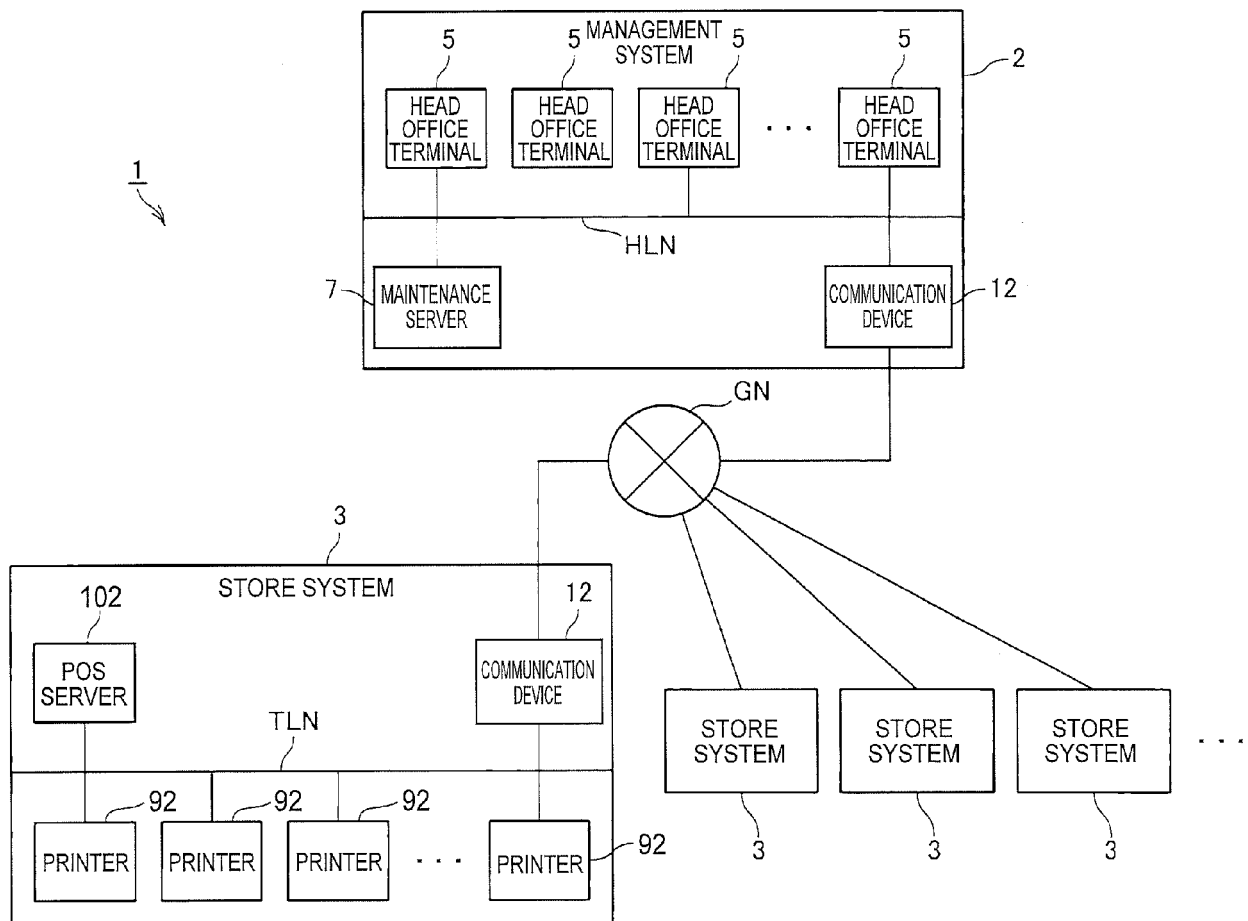 MANAGEMENT
SYSTEM
5 5 5 5
2
HEAD
OFFICE
TERMINAL
HEAD
OFFICE
TERMINAL
HEAD
OFFICE
TERMINAL
. . .
HEAD
OFFICE
TERMINAL
1
HLN
7
MAINTENANCE
SERVER
COMMUNICATION
DEVICE
12
GN
3
STORE SYSTEM
102
POS
SERVER
12
COMMUNICATION
DEVICE
TLN
92 92 92
PRINTER
PRINTER
PRINTER
. . .
PRINTER
92
STORE
SYSTEM
STORE
SYSTEM
STORE
SYSTEM
. . .
3 3 3